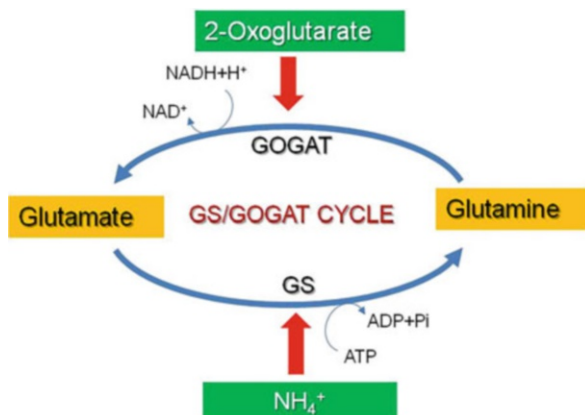 2-Oxoglutarate
NADH+H⁺
NAD⁺
GOGAT
Glutamate
GS/GOGAT CYCLE
Glutamine
GS
ADP+Pi
ATP
NH₄⁺